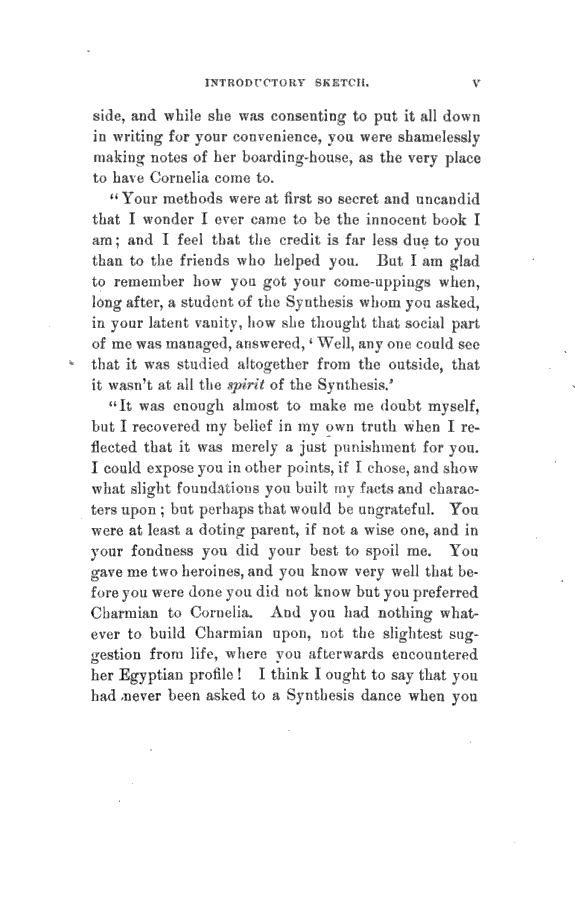 INTRODUCTORY SKETCH. V
side, and while she was consenting to put it all down
in writing for your convenience, you were shamelessly
making notes of her boarding-house, as the very place
to have Cornelia come to.
“Your methods were at first so secret and uncandid
that I wonder I ever came to be the innocent book I
am; and I feel that the credit is far less due to you
than to the friends who helped you. But I am glad
to remember how you got your come-uppings when,
long after, a student of the Synthesis whom you asked,
in your latent vanity, how she thought that social part
of me was managed, answered, ‘Well, any one could see
that it was studied altogether from the outside, that
it wasn't at all the spirit of the Synthesis.’
“It was enough almost to make me doubt myself,
but I recovered my belief in my own truth when I re-
flected that it was merely a just punishment for you.
I could expose you in other points, if I chose, and show
what slight foundations you built my facts and charac-
ters upon; but perhaps that would be ungrateful. You
were at least a doting parent, if not a wise one, and in
your fondness you did your best to spoil me. You
gave me two heroines, and you know very well that be-
fore you were done you did not know but you preferred
Charmian to Cornelia. And you had nothing what-
ever to build Charmian upon, not the slightest sug-
gestion from life, where you afterwards encountered
her Egyptian profile! I think I ought to say that you
had never been asked to a Synthesis dance when you